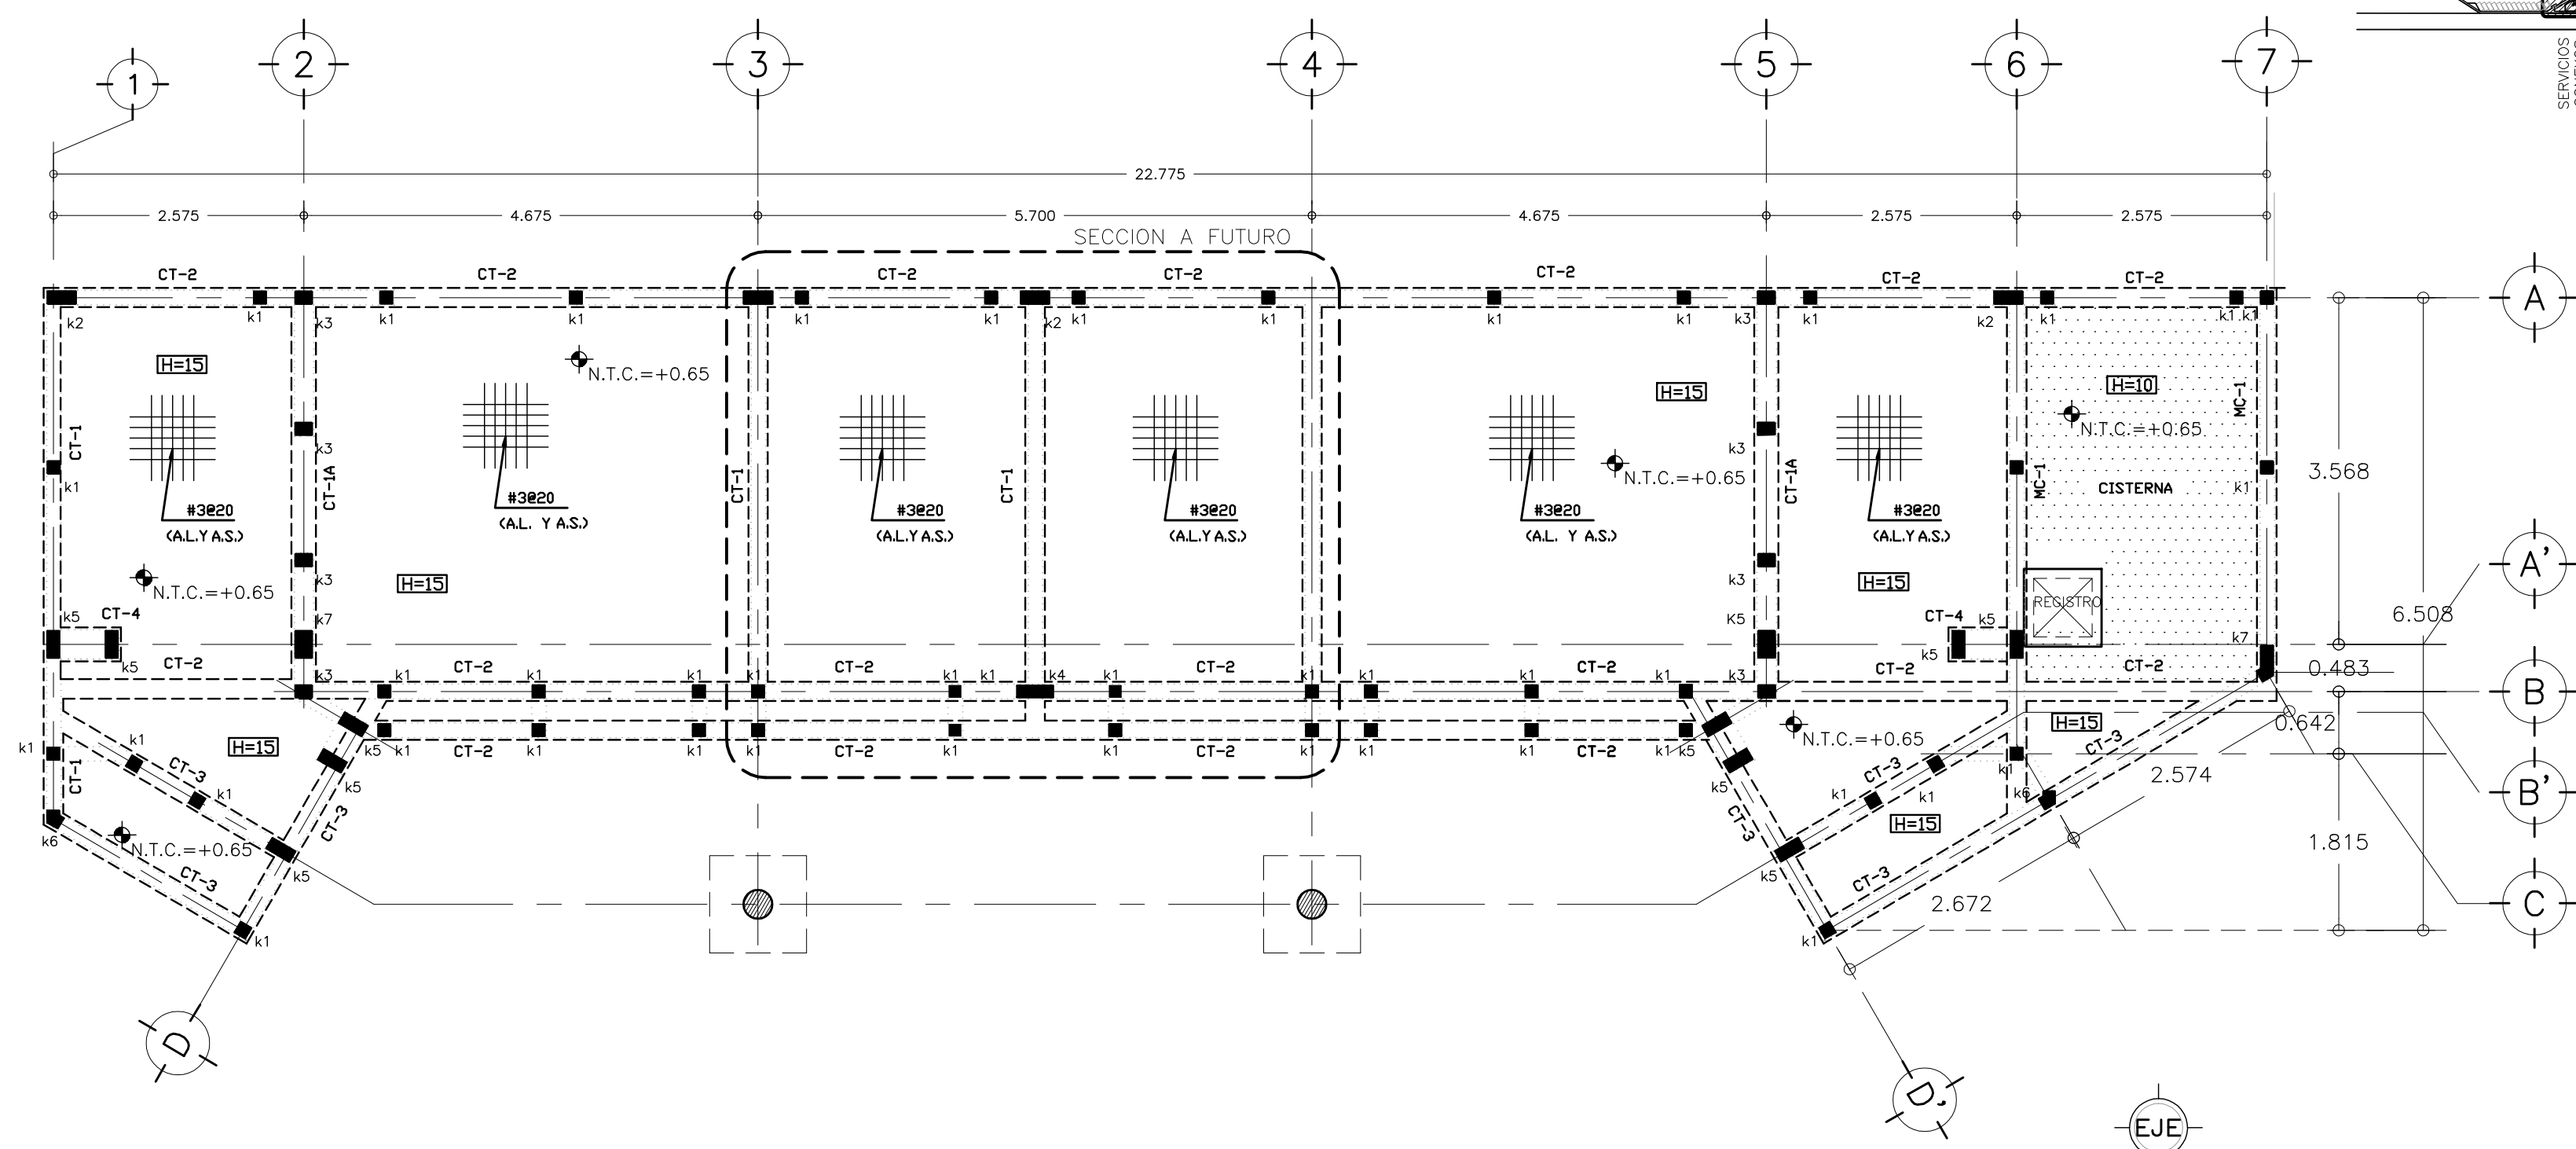 SERVICIOS
1
2
3
4
5
6
7
22.775
2.575
4.675
5.700
4.675
2.575
2.575
SECCION A FUTURO
CT-2
CT-2
CT-2
CT-2
CT-2
CT-2
CT-2
A
k2
k1
k3
k1
k1
k1
k1
k2
k1
k1
k1
k1
k3
k1
k2
k1
k1
k1
H=15
N.T.C.=+0.65
H=15
H=10
MC-1
N.T.C.=+0.65
CT-1
k3
k3
3.568
k1
CT-1A
CT-1
CT-1
N.T.C.=+0.65
CT-1A
MC-1
CISTERNA
k1
#3@20
(A.L.Y A.S.)
#3@20
(A.L. Y A.S.)
#3@20
(A.L.Y A.S.)
#3@20
(A.L.Y A.S.)
#3@20
(A.L. Y A.S.)
#3@20
(A.L.Y A.S.)
A'
N.T.C.=+0.65
k3
H=15
k3
H=15
REGISTRO
6.508
k5
CT-4
k7
K5
CT-4
k5
k5
k5
k7
CT-2
CT-2
CT-2
CT-2
CT-2
CT-2
CT-2
0.483
k3
k1
k1
k1
k1
k1
k1
k4
k1
k1
k1
k1
k1
k3
B
H=15
0.642
k1
H=15
k1
CT-3
k5
k1
CT-2
k1
k1
k1
CT-2
k1
k1
CT-2
k1
k1
k1
CT-2
k1
k5
N.T.C.=+0.65
CT-3
k1
CT-3
2.574
CT-1
k1
k5
k5
k1
k1
k6
B'
k6
N.T.C.=+0.65
CT-3
CT-3
H=15
1.815
CT-3
k5
k5
CT-3
2.672
C
k1
k1
D
D'
EJE